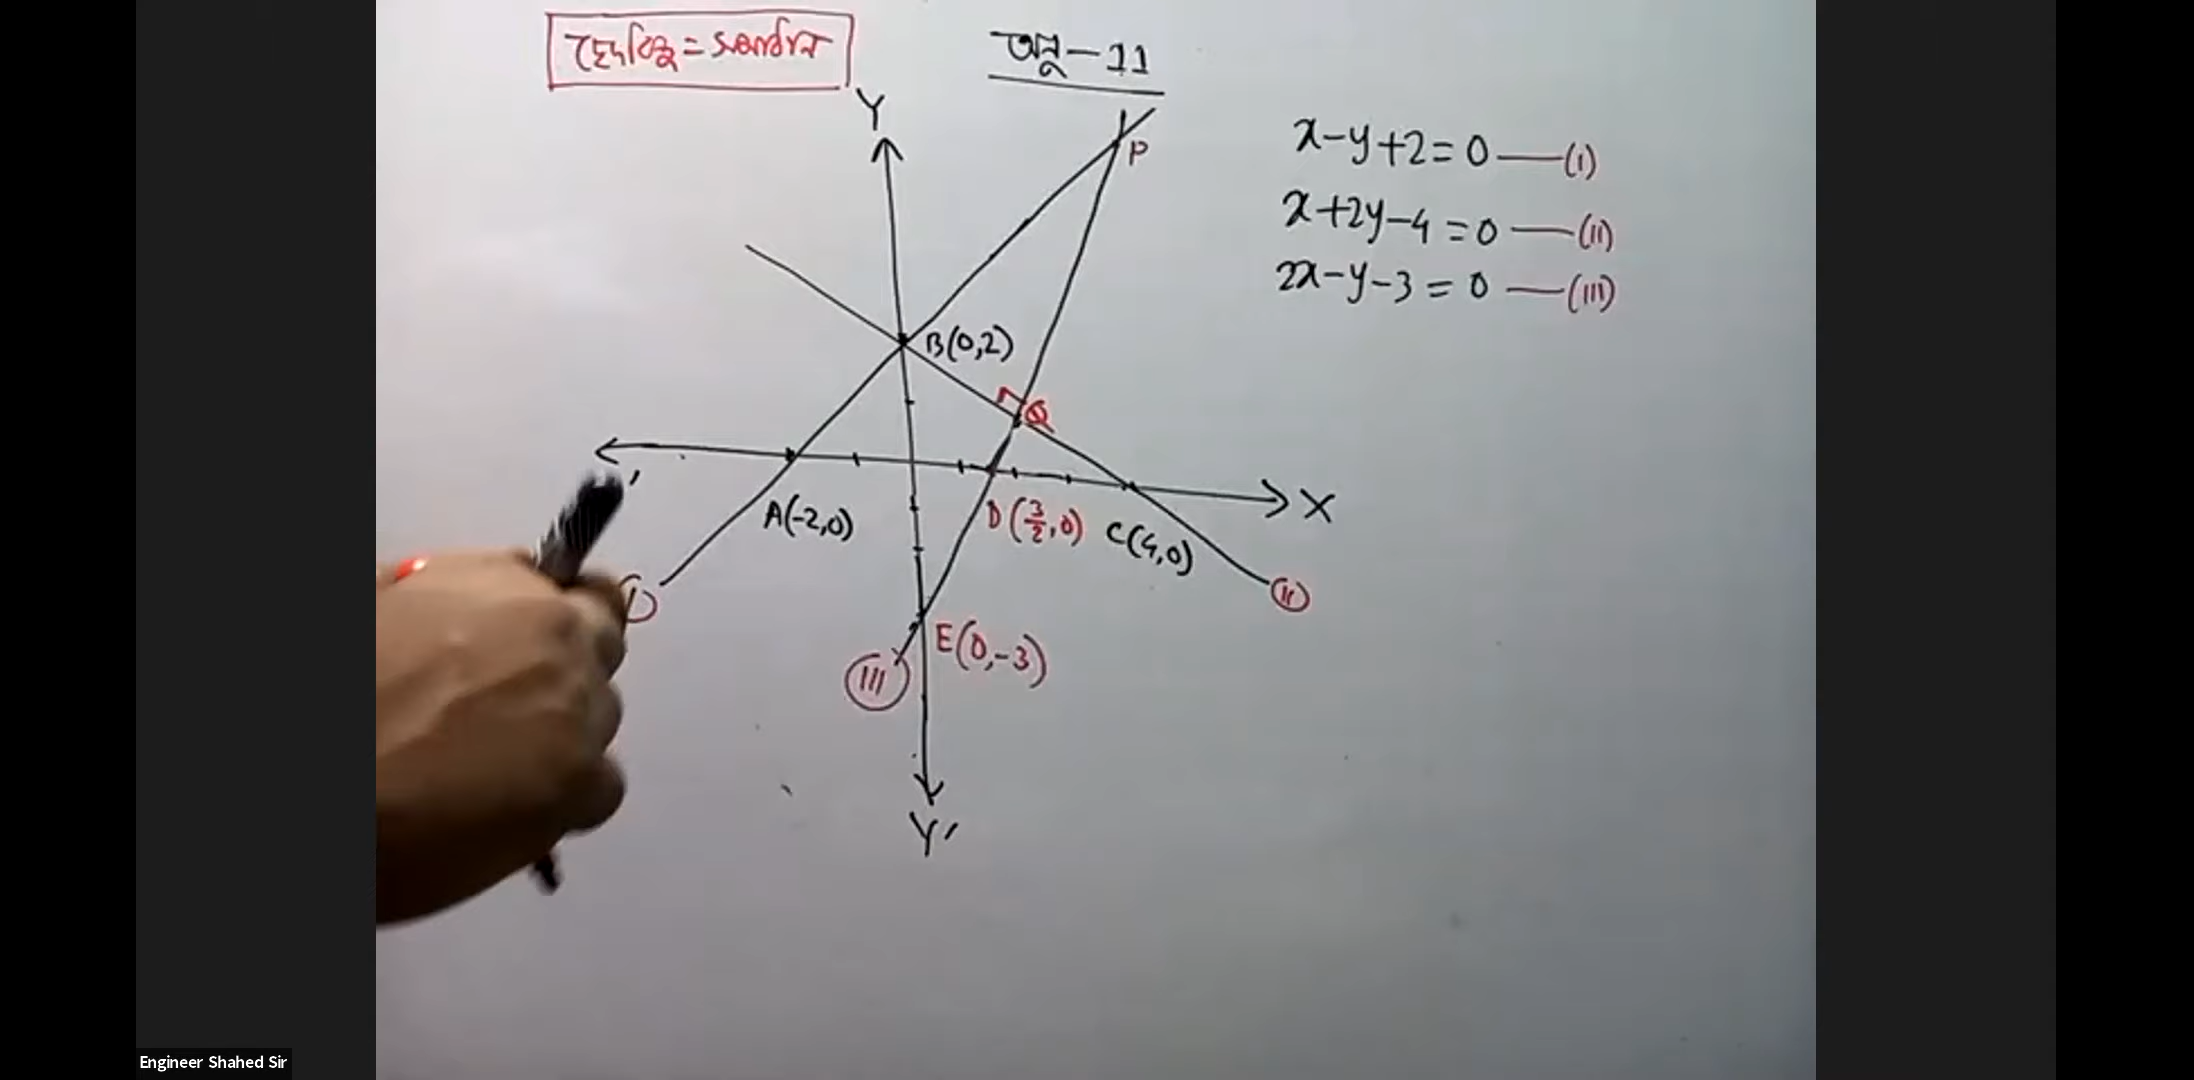 ছেদবিন্দু = সমাধান
অনু-11
Y
P
x-y+2=0 —(i)
x+2y-4=0 —(ii)
2x-y-3=0 —(iii)
B(0,2)
Q
X
A(-2,0)
D(3/2,0)
C(4,0)
(ii)
E(0,-3)
(iii)
Y′
Engineer Shahed Sir